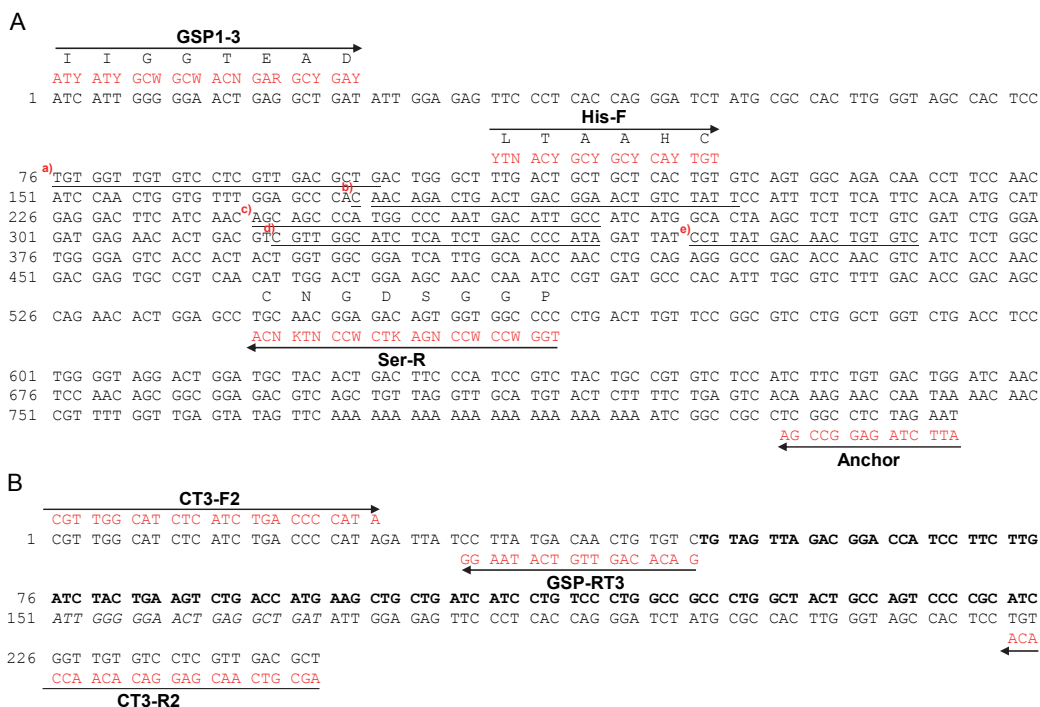 A
GSP1-3
I I G G T E A D
ATY ATY GCW GCW ACN GAR GCY GAY
1 ATC ATT GGG GGA ACT GAG GCT GAT ATT GGA GAG TTC CCT CAC CAG GGA TCT ATG CGC CAC TTG GGT AGC CAC TCC
His-F
L T A A H C
YTN ACY GCY GCY CAY TGT
76 a)TGT GGT TGT GTC CTC GTT GAC GCT GAC TGG GCT TTG ACT GCT GCT CAC TGT GTC AGT GGC AGA CAA CCT TCC AAC
b)
151 ATC CAA CTG GTG TTT GGA GCC CAC AAC AGA CTG ACT GAC GGA ACT GTC TAT TCC ATT TCT TCA TTC ACA ATC AAC
226 GAG GAC TTC ATC AAC c)AGC AGC CCA TGG CCC AAT GAC ATT GCC ATC ATG GCA CTA AGC TCT TCT GTC GAT CTG GGA
301 GAT GAG AAC ACT GAC GTC d)GTT GGC ATC TCA TCT GAC CCC ATA GAT TAT e)CCT TAT GAC AAC TGT GTC ATC TCT GGC
376 TGG GGA GTC ACC ACT ACT GGT GGC GGA TCA TTG GCA ACC AAC CTG CAG AGG GCC GAC ACC AAC GTC ATC ACC AAC
451 GAC GAG TGC CGT CAA CAT TGG ACT GGA AGC AAC CAA ATC CGT GAT GCC CAC ATT TGC GTC TTT GAC ACC GAC AGC
C N G D S G G P
526 CAG AAC ACT GGA GCC TGC AAC GGA GAC AGT GGT GGC CCC CTG ACT TGT TCC GGC GTC CTG GCT GGT CTG ACC TCC
ACN KTN CCW CTK AGN CCW CCW GGT
Ser-R
601 TGG GGT AGG ACT GGA TGC TAC ACT GAC TTC CCA TCC GTC TAC TGC CGT GTC TCC ATC TTC TGT GAC TGG ATC AAC
676 TCC AAC AGC GGC GGA GAC GTC AGC TGT TAG GTT GCA TGT ACT CTT TTC TGA GTC ACA AAG AAC CAA TAA AAC AAC
751 CGT TTT GGT TGA GTA TAG TTC AAA AAA AAA AAA AAA AAA AAA AAA ATC GGC CGC CTC GGC CTC TAG AAT
AG CCG GAG ATC TTA
Anchor
B
CT3-F2
CGT TGG CAT CTC ATC TGA CCC CAT A
1 CGT TGG CAT CTC ATC TGA CCC CAT AGA TTA TCC TTA TGA CAA CTG TGT CTG TAG TTA GAC GGA CCA TCC TTC TTG
GG AAT ACT GTT GAC ACA G
GSP-RT3
76 ATC TAC TGA AGT CTG ACC ATG AAG CTG CTG ATC ATC CTG TCC CTG GCC GCC CTG GCT ACT GCC AGT CCC CGC ATC
151 ATT GGG GGA ACT GAG GCT GAT ATT GGA GAG TTC CCT CAC CAG GGA TCT ATG CGC CAC TTG GGT AGC CAC TCC TGT
ACA
226 GGT TGT GTC CTC GTT GAC GCT
CCA ACA CAG GAG CAA CTG CGA
CT3-R2